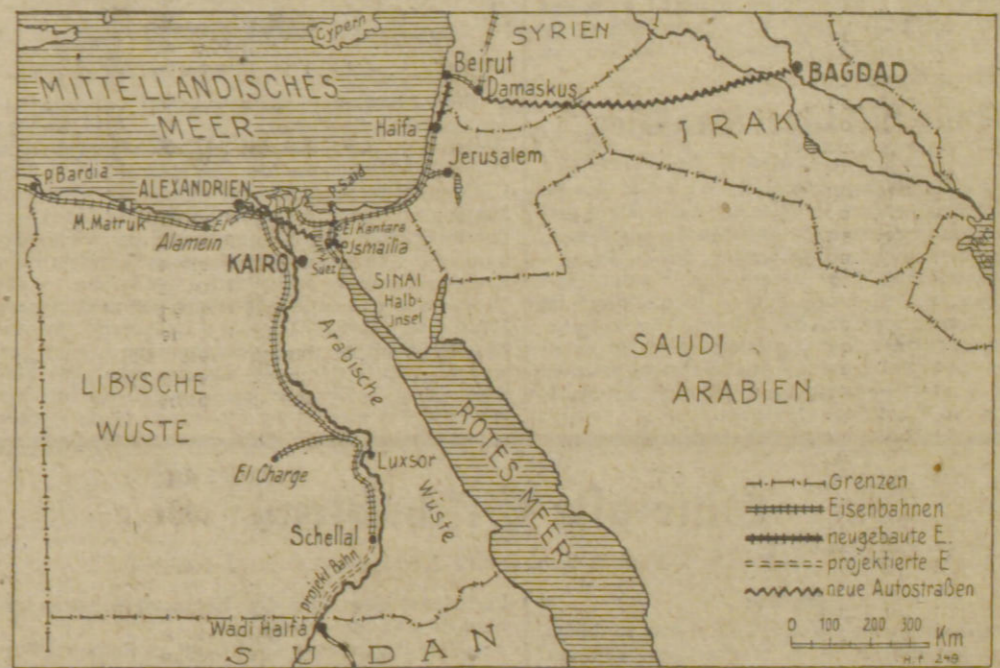 Cypern
SYRIEN
MITTELLÄNDISCHES
MEER
Beirut
Damaskus
BAGDAD
IRAK
Haifa
Jerusalem
P. Bardia
ALEXANDRIEN
P. Said
M. Matruk
El
Alamein
El Kantara
Ismailia
KAIRO
Suez
SINAI
Halb-
Insel
Arabische
Wüste
LIBYSCHE
WÜSTE
SAUDI
ARABIEN
ROTES MEER
El Charge
Luxsor
Schellal
projekt Bahn
Wadi Halfa
SUDAN
Grenzen
Eisenbahnen
neugebaute E.
projektierte E
neue Autostraßen
0 100 200 300 Km